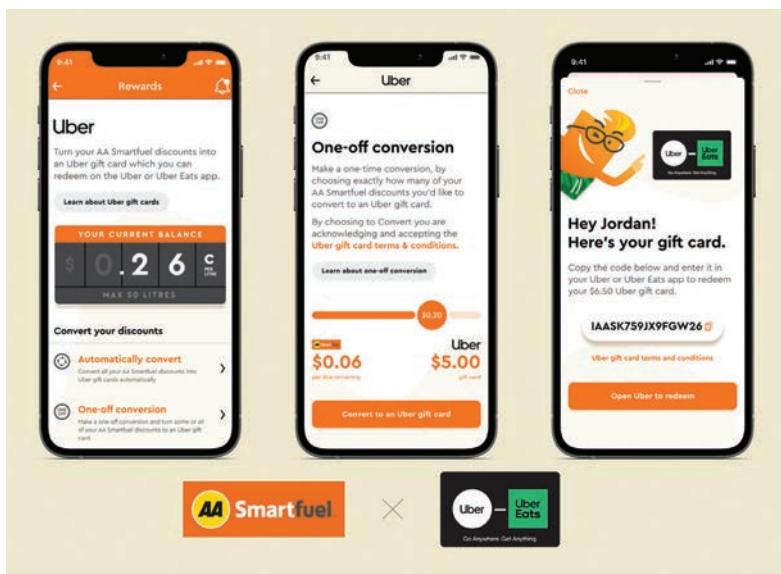 9:41
Rewards
Uber
Turn your AA Smartfuel discounts into
an Uber gift card which you can
redeem on the Uber or Uber Eats app.
Learn about Uber gift cards
YOUR CURRENT BALANCE
$ 0.26 C
PER
LITRE
MAX 50 LITRES
Convert your discounts
Automatically convert
Convert all your AA Smartfuel discounts into
Uber gift cards automatically
One-off conversion
Make a one-off conversion and turn some or all
of your AA Smartfuel discounts to an Uber gift
card
9:41
Uber
One-off conversion
Make a one-time conversion, by
choosing exactly how many of your
AA Smartfuel discounts you'd like to
convert to an Uber gift card.
By choosing to Convert you are
acknowledging and accepting the
Uber gift card terms & conditions.
Learn about one-off conversion
$0.20
Uber
$0.06 $5.00
per litre remaining gift card
Convert to an Uber gift card
9:41
Close
Uber Uber
Eats
Go Anywhere. Get Anything.
Hey Jordan!
Here's your gift card.
Copy the code below and enter it in
your Uber or Uber Eats app to redeem
your $6.50 Uber gift card.
IAASK759JX9FGW26
Uber gift card terms and conditions
Open Uber to redeem
AA Smartfuel
Uber Uber
Eats
Go Anywhere. Get Anything.